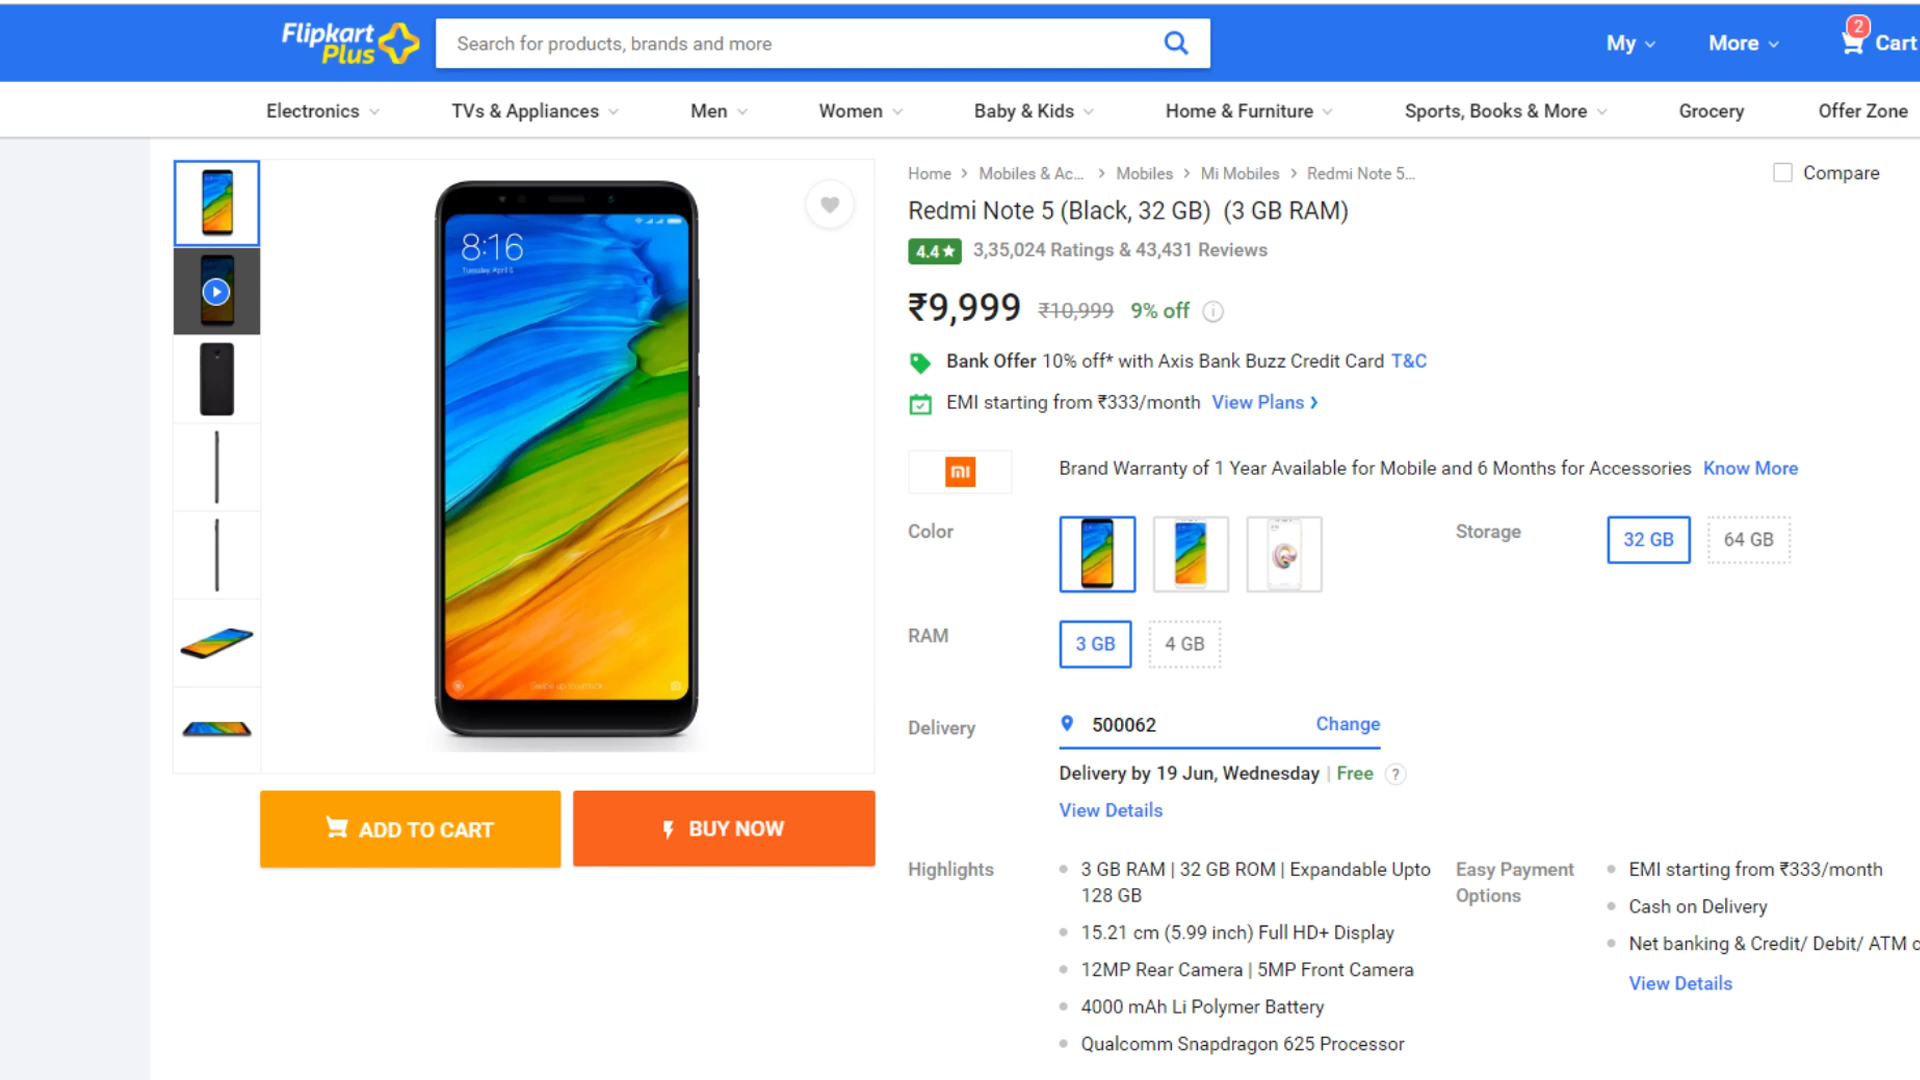 Flipkart
Plus
Search for products, brands and more
My
More
2
Cart
Electronics
TVs & Appliances
Men
Women
Baby & Kids
Home & Furniture
Sports, Books & More
Grocery
Offer Zone
Home > Mobiles & Ac... > Mobiles > Mi Mobiles > Redmi Note 5...
Compare
Redmi Note 5 (Black, 32 GB) (3 GB RAM)
4.4★ 3,35,024 Ratings & 43,431 Reviews
₹9,999 ₹10,999 9% off
Bank Offer 10% off* with Axis Bank Buzz Credit Card T&C
EMI starting from ₹333/month View Plans >
8:16
Tuesday, April 6
Swipe up to unlock
mi
Brand Warranty of 1 Year Available for Mobile and 6 Months for Accessories Know More
Color
Storage
32 GB
64 GB
RAM
3 GB
4 GB
Delivery
500062
Change
Delivery by 19 Jun, Wednesday | Free ?
View Details
ADD TO CART
BUY NOW
Highlights
3 GB RAM | 32 GB ROM | Expandable Upto
128 GB
15.21 cm (5.99 inch) Full HD+ Display
12MP Rear Camera | 5MP Front Camera
4000 mAh Li Polymer Battery
Qualcomm Snapdragon 625 Processor
Easy Payment
Options
EMI starting from ₹333/month
Cash on Delivery
Net banking & Credit/ Debit/ ATM c
View Details